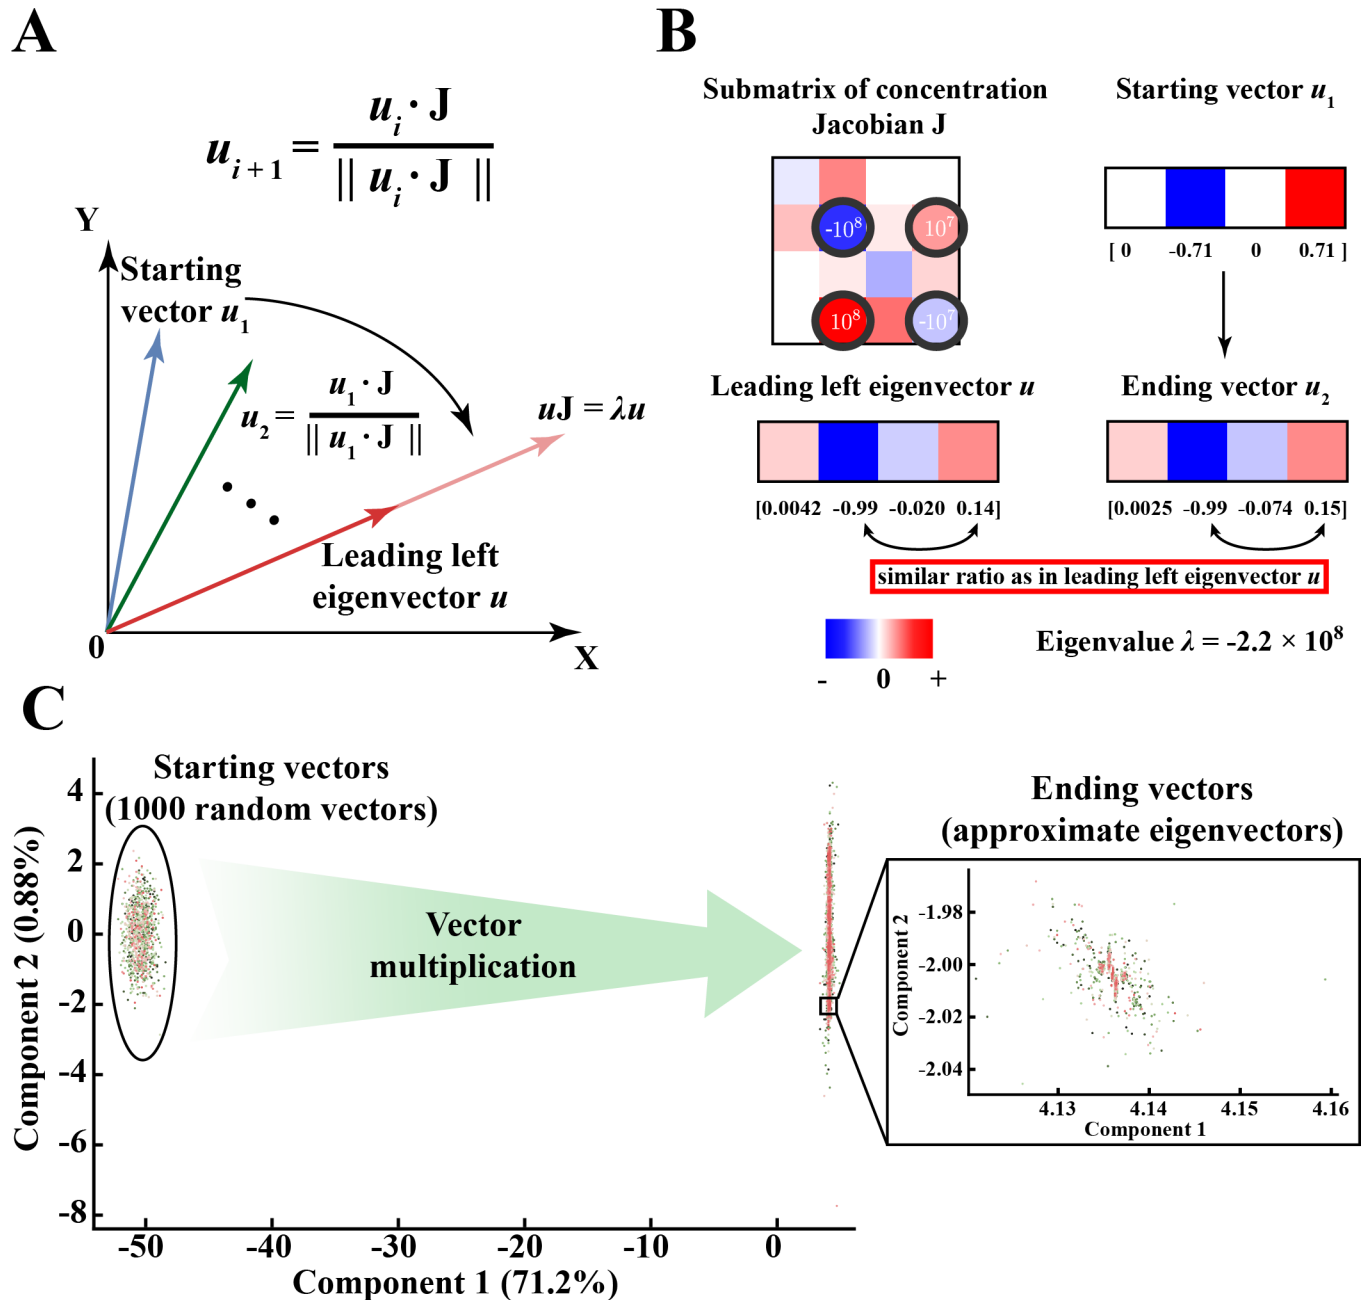 A
u_{i+1} = u_i · J / || u_i · J ||
Y
Starting
vector u_1
u_2 = u_1 · J / || u_1 · J ||
uJ = λu
Leading left
eigenvector u
0
X
B
Submatrix of concentration
Jacobian J
-10^8
10^7
10^8
-10^7
Starting vector u_1
[ 0 -0.71 0 0.71 ]
Leading left eigenvector u
[0.0042 -0.99 -0.020 0.14]
Ending vector u_2
[0.0025 -0.99 -0.074 0.15]
similar ratio as in leading left eigenvector u
- 0 +
Eigenvalue λ = -2.2 × 10^8
C
Starting vectors
(1000 random vectors)
Vector
multiplication
Ending vectors
(approximate eigenvectors)
Component 2 (0.88%)
4
2
0
-2
-4
-6
-8
-50 -40 -30 -20 -10 0
Component 1 (71.2%)
Component 2
-1.98
-2.00
-2.02
-2.04
4.13 4.14 4.15 4.16
Component 1